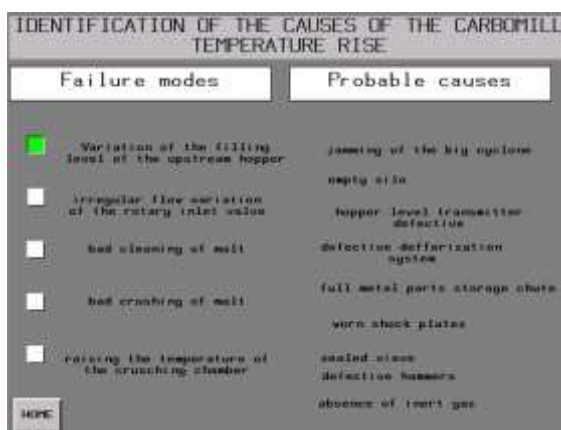 IDENTIFICATION OF THE CAUSES OF THE CARBOMILL
TEMPERATURE RISE
Failure modes
Probable causes
Variation of the filling
level of the upstream hopper
irregular flow variation
of the rotary inlet valve
bad cleaning of malt
bad crushing of malt
raising the temperature of
the crusching chamber
jamming of the big cyclone
empty silo
hopper level transmitter
defective
defective defferization
system
full metal parts storage chute
worn shock plates
sealed sieve
defective hammers
absence of inert gas
HOME